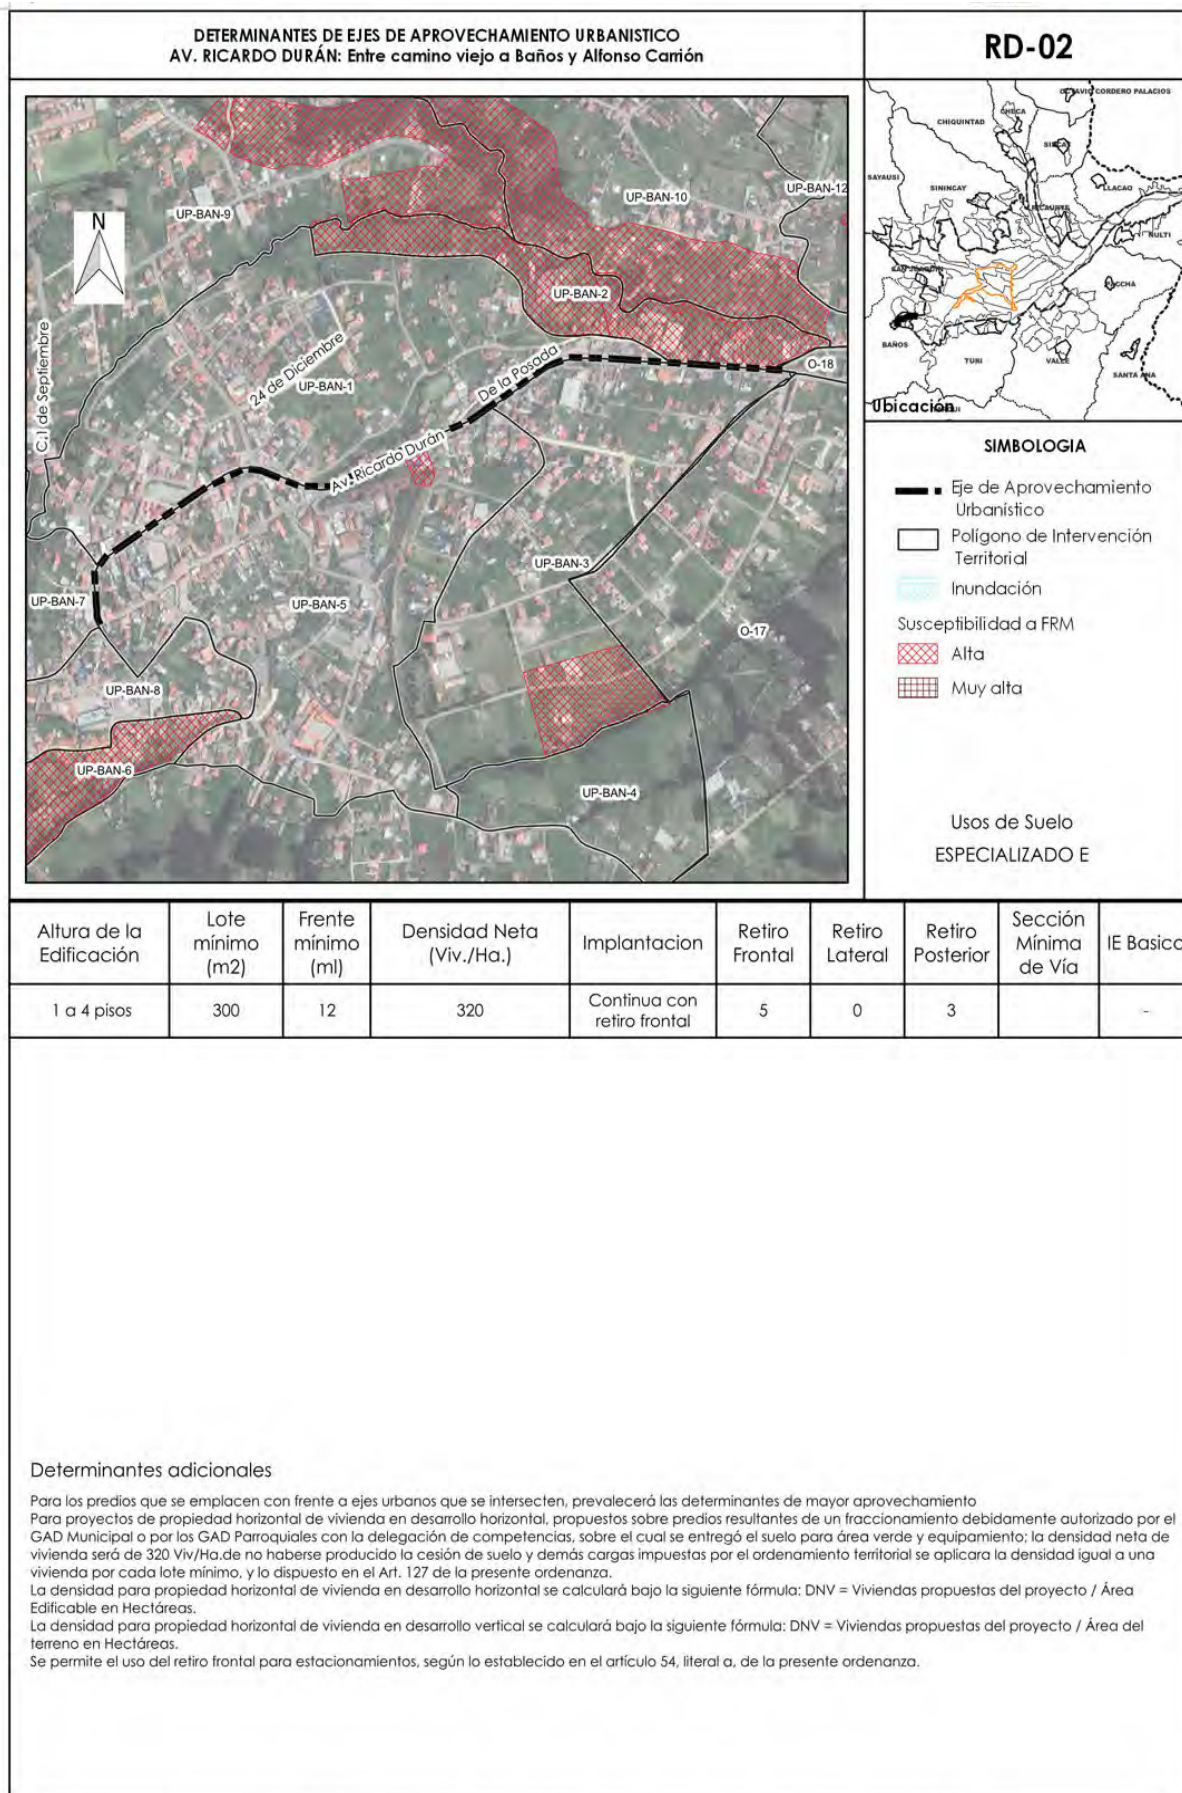 DETERMINANTES DE EJES DE APROVECHAMIENTO URBANISTICO
AV. RICARDO DURÁN: Entre camino viejo a Baños y Alfonso Carrión
RD-02
UP-BAN-9
UP-BAN-10
UP-BAN-12
N
UP-BAN-2
C. 1 de Septiembre
24 de Diciembre
UP-BAN-1
De la Posada
O-18
Av. Ricardo Durán
UP-BAN-3
UP-BAN-7
UP-BAN-5
O-17
UP-BAN-8
UP-BAN-6
UP-BAN-4
OCTAVIO CORDERO PALACIOS
CHECA
CHIQUINTAD
SIDCAY
SAYAUSI
SININCAY
LLACAO
RICAURTE
NULTI
SAN JOAQUIN
PACCHA
BAÑOS
TURI
VALLE
SANTA ANA
Ubicación
SIMBOLOGIA
Eje de Aprovechamiento
Urbanístico
Polígono de Intervención
Territorial
Inundación
Susceptibilidad a FRM
Alta
Muy alta
Usos de Suelo
ESPECIALIZADO E
Altura de la Edificación | Lote mínimo (m2) | Frente mínimo (ml) | Densidad Neta (Viv./Ha.) | Implantacion | Retiro Frontal | Retiro Lateral | Retiro Posterior | Sección Mínima de Vía | IE Basico
1 a 4 pisos | 300 | 12 | 320 | Continua con retiro frontal | 5 | 0 | 3 | | -
Determinantes adicionales
Para los predios que se emplacen con frente a ejes urbanos que se intersecten, prevalecerá las determinantes de mayor aprovechamiento
Para proyectos de propiedad horizontal de vivienda en desarrollo horizontal, propuestos sobre predios resultantes de un fraccionamiento debidamente autorizado por el
GAD Municipal o por los GAD Parroquiales con la delegación de competencias, sobre el cual se entregó el suelo para área verde y equipamiento; la densidad neta de
vivienda será de 320 Viv/Ha.de no haberse producido la cesión de suelo y demás cargas impuestas por el ordenamiento territorial se aplicara la densidad igual a una
vivienda por cada lote mínimo, y lo dispuesto en el Art. 127 de la presente ordenanza.
La densidad para propiedad horizontal de vivienda en desarrollo horizontal se calculará bajo la siguiente fórmula: DNV = Viviendas propuestas del proyecto / Área
Edificable en Hectáreas.
La densidad para propiedad horizontal de vivienda en desarrollo vertical se calculará bajo la siguiente fórmula: DNV = Viviendas propuestas del proyecto / Área del
terreno en Hectáreas.
Se permite el uso del retiro frontal para estacionamientos, según lo establecido en el artículo 54, literal a, de la presente ordenanza.